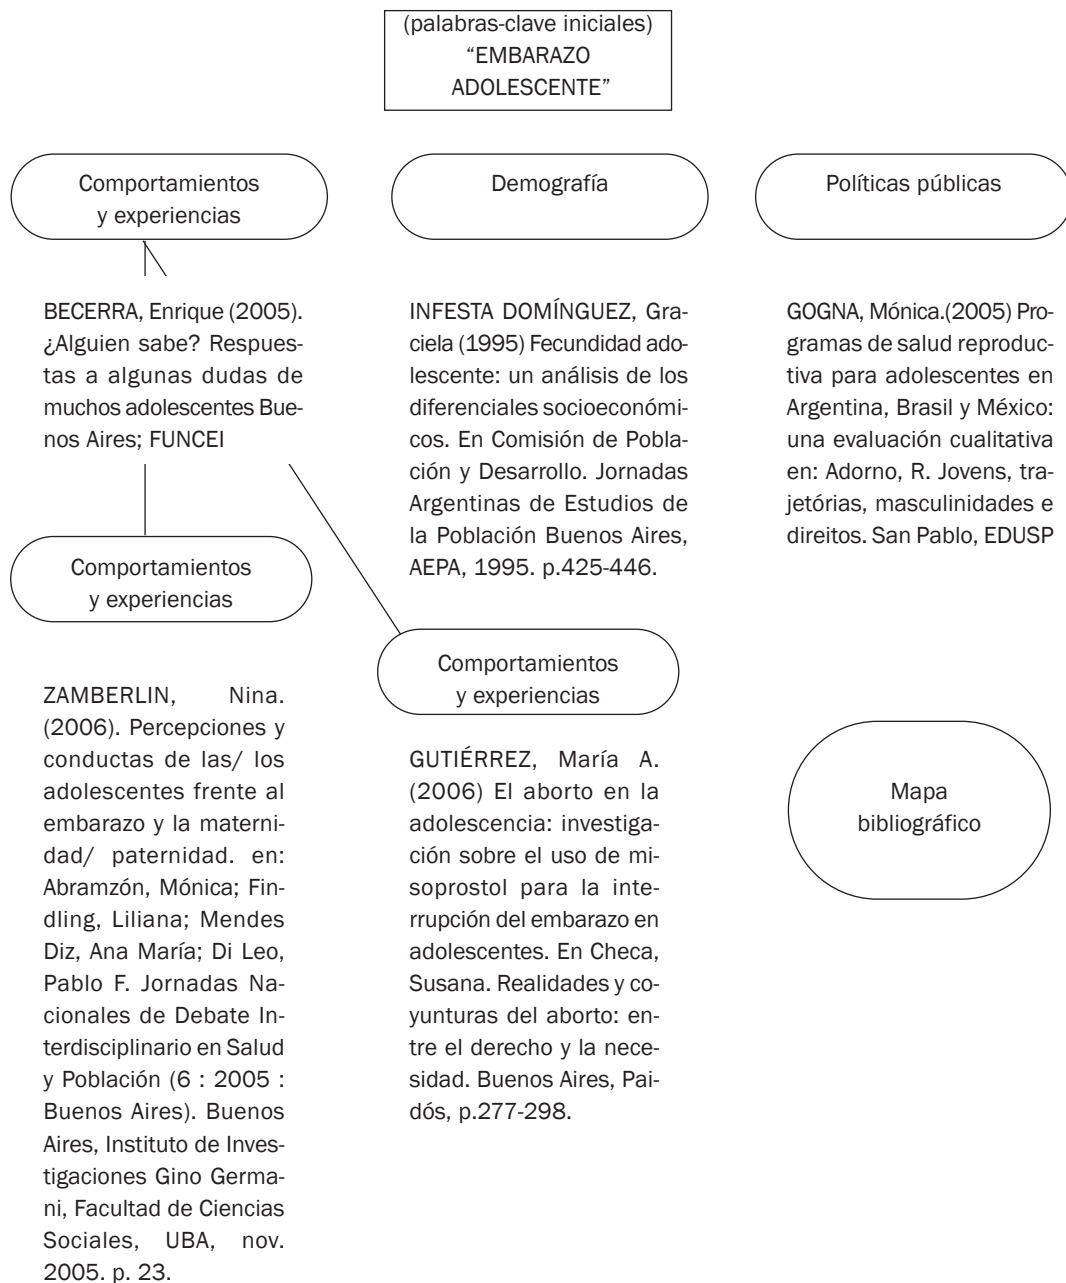 (palabras-clave iniciales)
“EMBARAZO
ADOLESCENTE”
Comportamientos
y experiencias
Demografía
Políticas públicas
BECERRA, Enrique (2005).
¿Alguien sabe? Respues-
tas a algunas dudas de
muchos adolescentes Bue-
nos Aires; FUNCEI
INFESTA DOMÍNGUEZ, Gra-
ciela (1995) Fecundidad ado-
lescente: un análisis de los
diferenciales socioeconómi-
cos. En Comisión de Pobla-
ción y Desarrollo. Jornadas
Argentinas de Estudios de
la Población Buenos Aires,
AEPA, 1995. p.425-446.
GOGNA, Mónica.(2005) Pro-
gramas de salud reproduc-
tiva para adolescentes en
Argentina, Brasil y México:
una evaluación cualitativa
en: Adorno, R. Jovens, tra-
jetórias, masculinidades e
direitos. San Pablo, EDUSP
Comportamientos
y experiencias
ZAMBERLIN, Nina.
(2006). Percepciones y
conductas de las/ los
adolescentes frente al
embarazo y la materni-
dad/ paternidad. en:
Abramzón, Mónica; Fin-
dling, Liliana; Mendes
Diz, Ana María; Di Leo,
Pablo F. Jornadas Na-
cionales de Debate In-
terdisciplinario en Salud
y Población (6 : 2005 :
Buenos Aires). Buenos
Aires, Instituto de Inves-
tigaciones Gino Germa-
ni, Facultad de Ciencias
Sociales, UBA, nov.
2005. p. 23.
Comportamientos
y experiencias
GUTIÉRREZ, María A.
(2006) El aborto en la
adolescencia: investiga-
ción sobre el uso de mi-
soprostol para la inte-
rrupción del embarazo en
adolescentes. En Checa,
Susana. Realidades y co-
yunturas del aborto: en-
tre el derecho y la nece-
sidad. Buenos Aires, Pai-
dós, p.277-298.
Mapa
bibliográfico